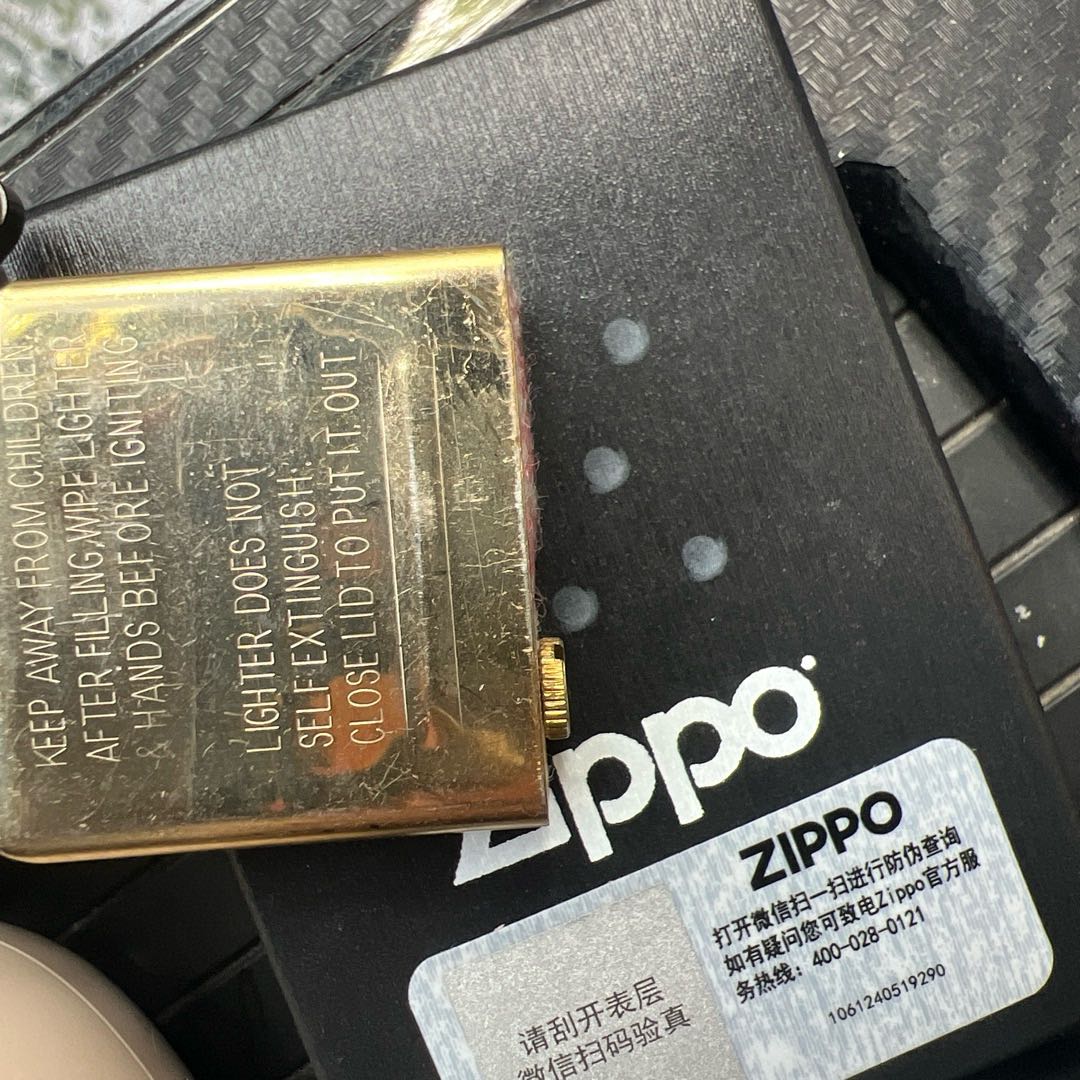 KEEP AWAY FROM CHILDREN.
AFTER FILLING,WIPE LIGHTER
& HANDS BEFORE IGNITING
LIGHTER DOES NOT
SELF EXTINGUISH.
CLOSE LID TO PUT IT OUT.
zippo
ZIPPO
打开微信扫一扫进行防伪查询
如有疑问您可致电Zippo官方服
务热线：400-028-0121
1061240519290
请刮开表层
微信扫码验真